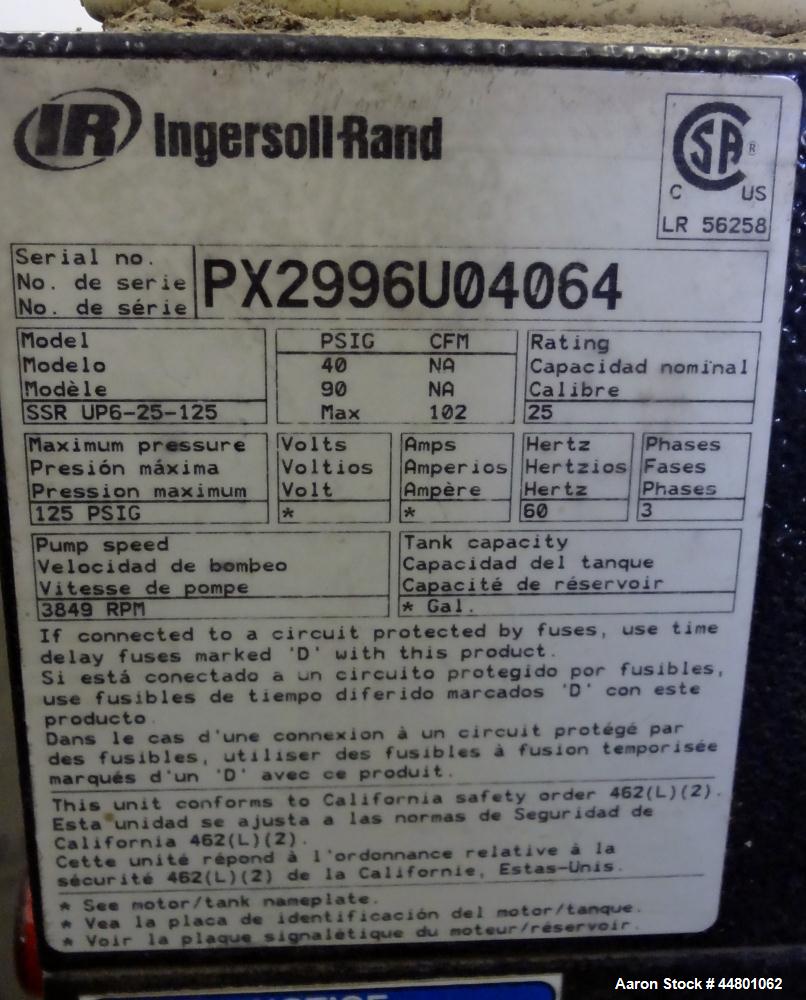 IR Ingersoll-Rand
CSA ®
C US
LR 56258
Serial no.
No. de serie
No. de série
PX2996U04064
Model
Modelo
Modèle
SSR UP6-25-125
PSIG CFM
40 NA
90 NA
Max 102
Rating
Capacidad nominal
Calibre
25
Maximum pressure
Presión máxima
Pression maximum
125 PSIG
Volts
Voltios
Volt
*
Amps
Amperios
Ampère
*
Hertz
Hertzios
Hertz
60
Phases
Fases
Phases
3
Pump speed
Velocidad de bombeo
Vitesse de pompe
3849 RPM
Tank capacity
Capacidad del tanque
Capacité de réservoir
* Gal.
If connected to a circuit protected by fuses, use time
delay fuses marked 'D' with this product.
Si está conectado a un circuito protegido por fusibles,
use fusibles de tiempo diferido marcados 'D' con este
producto.
Dans le cas d'une connexion à un circuit protégé par
des fusibles, utiliser des fusibles à fusion temporisée
marqués d'un 'D' avec ce produit.
This unit conforms to California safety order 462(L)(2).
Esta unidad se ajusta a las normas de Seguridad de
California 462(L)(2).
Cette unité répond à l'ordonnance relative à la
sécurité 462(L)(2) de la Californie, Estas-Unis.
* See motor/tank nameplate.
* Vea la placa de identificación del motor/tanque.
* Voir la plaque signalétique du moteur/réservoir.
NOTICE
Aaron Stock # 44801062